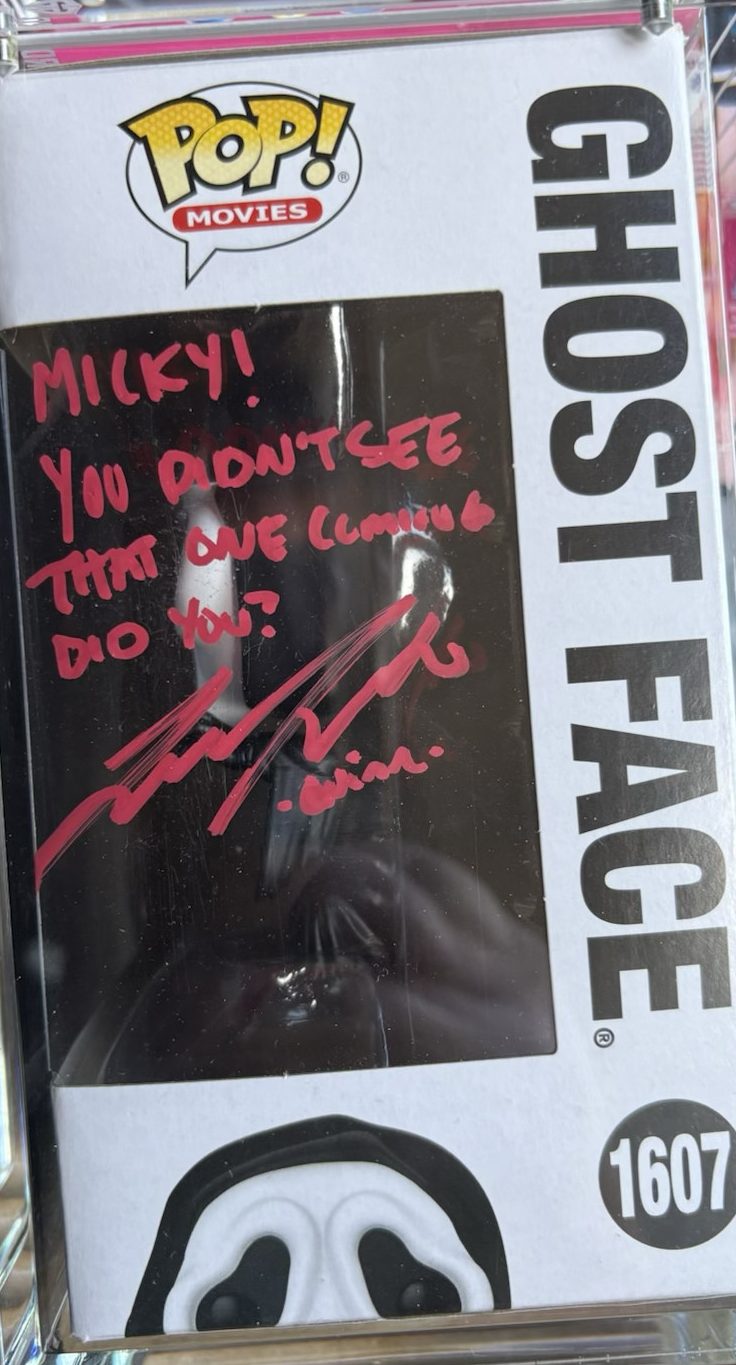 POP!®
MOVIES
GHOST FACE®
MICKY!
YOU DIDN'T SEE
THAT ONE COMING
DID YOU?
1607